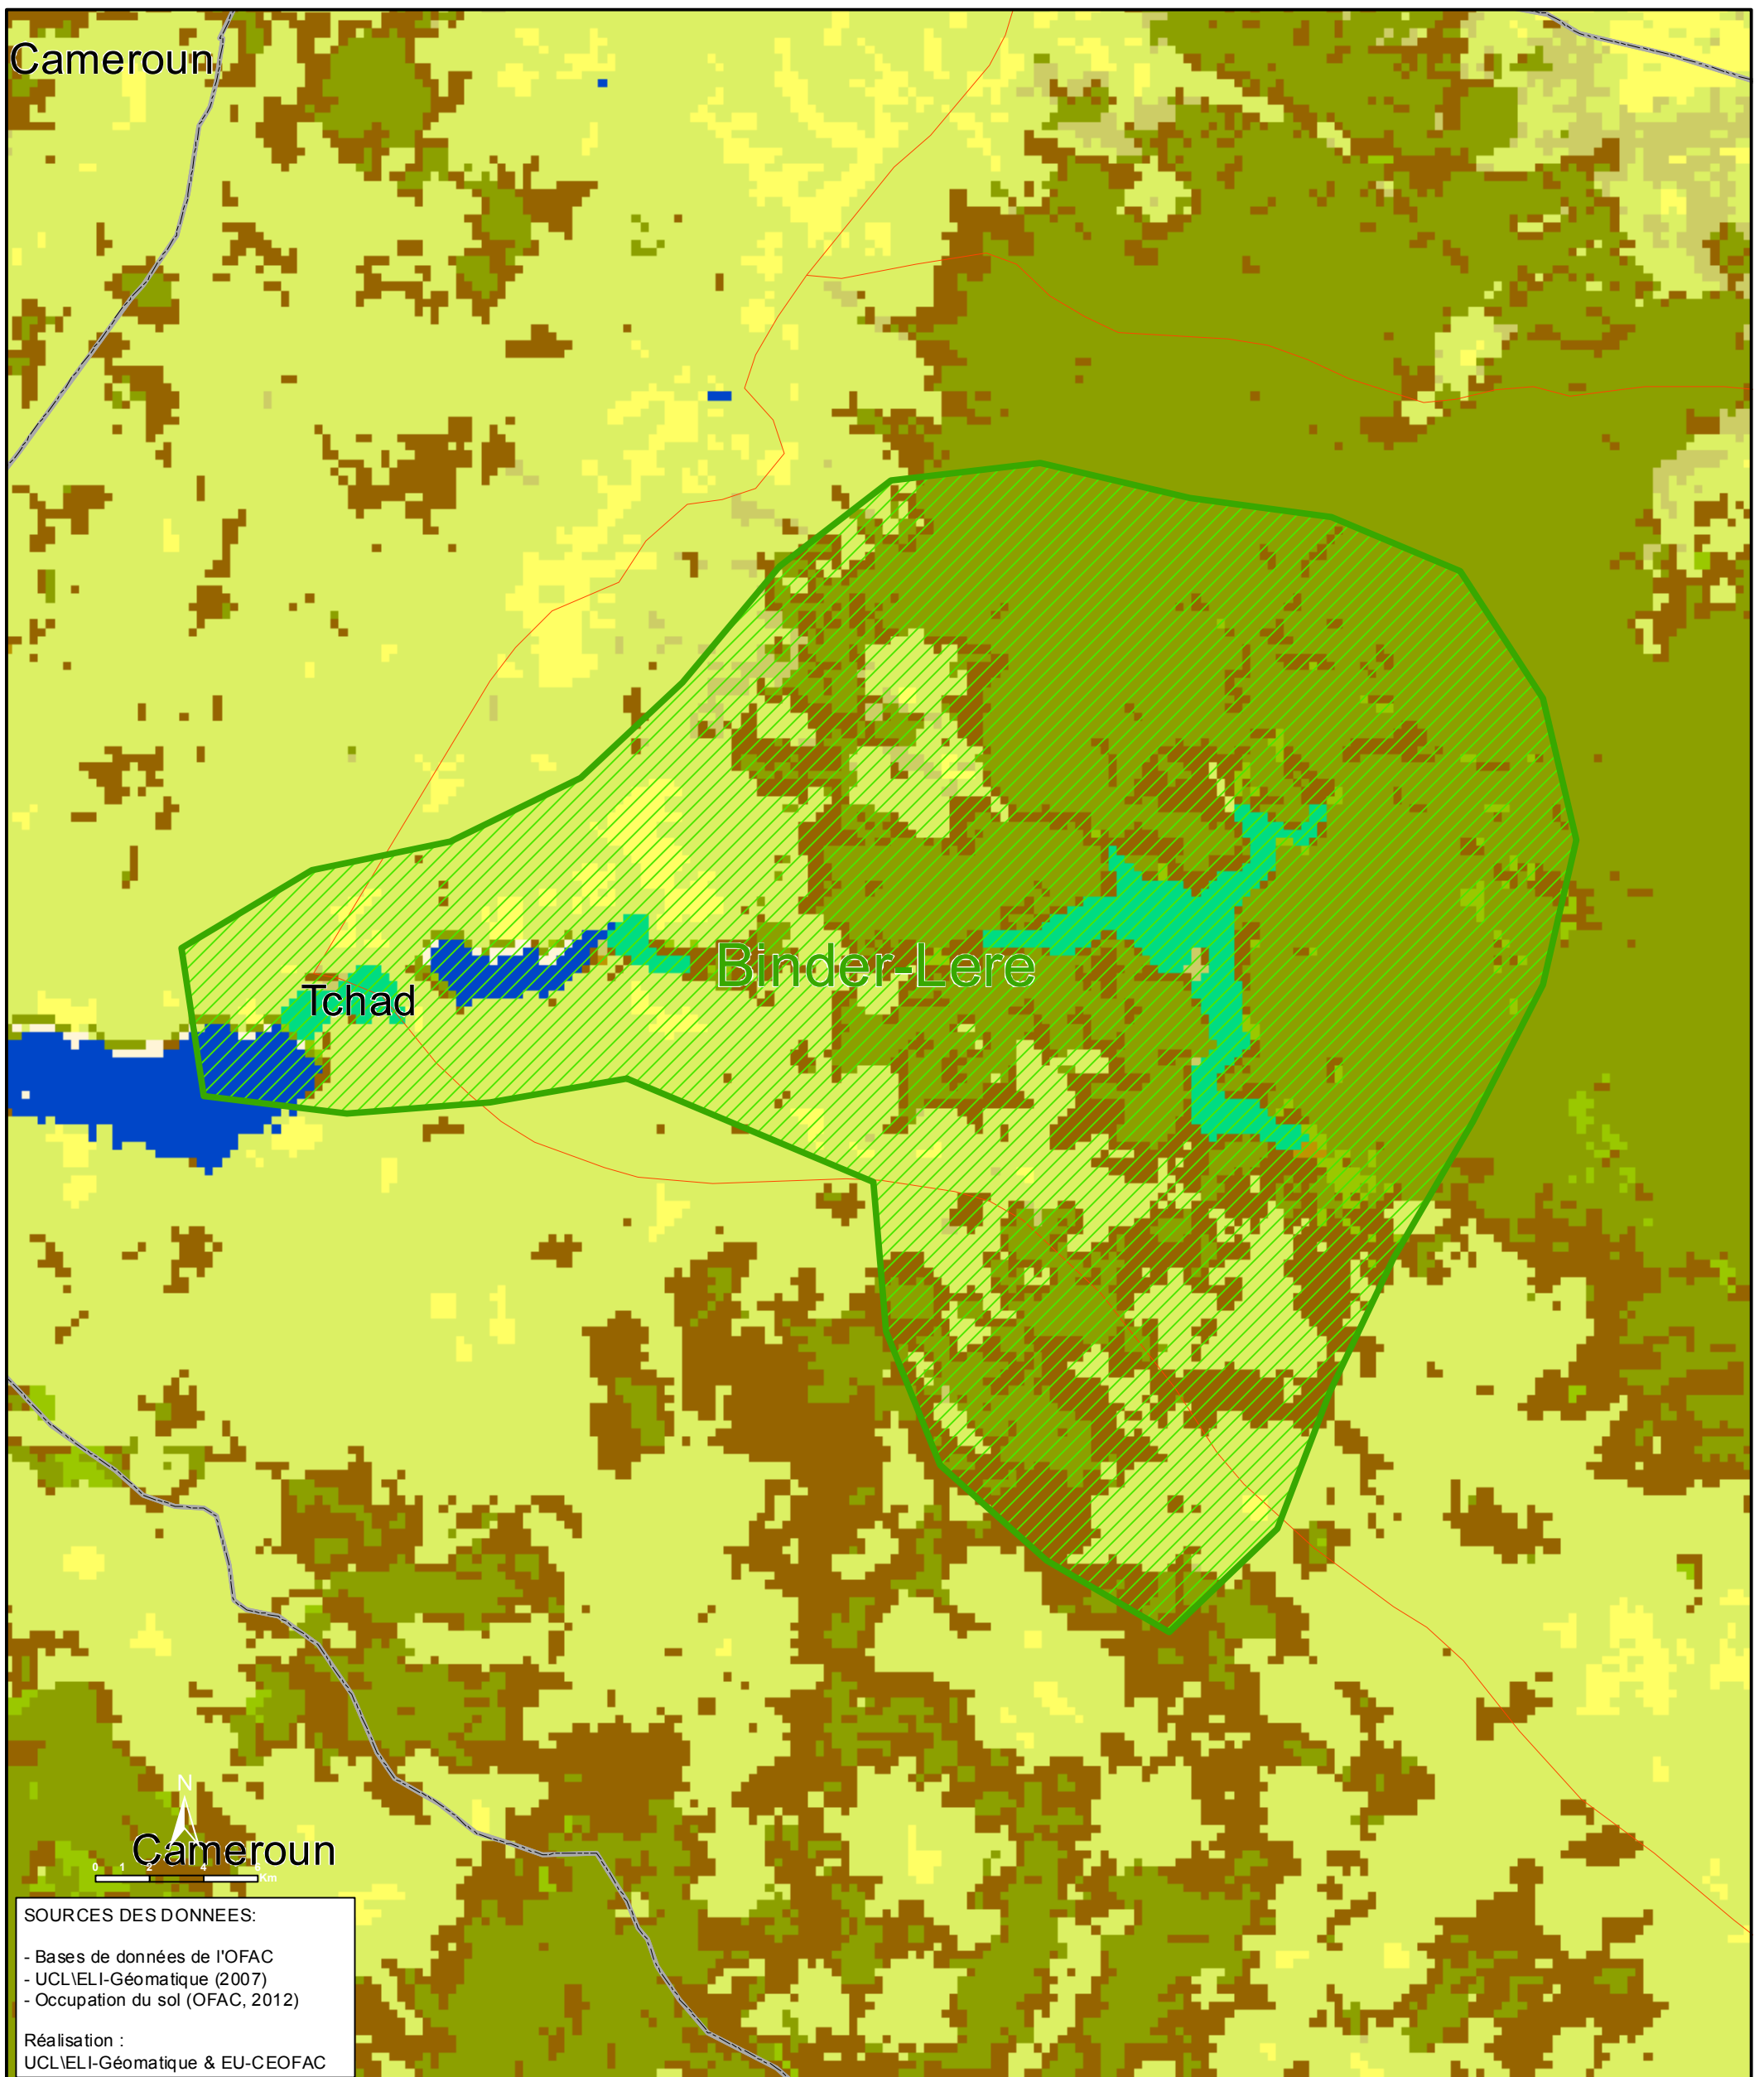 Cameroun
Binder-Lere
Tchad
N
Cameroun
0 1 2 4 6
Km
SOURCES DES DONNEES:
- Bases de données de l'OFAC
- UCL\ELI-Géomatique (2007)
- Occupation du sol (OFAC, 2012)
Réalisation :
UCL\ELI-Géomatique & EU-CEOFAC